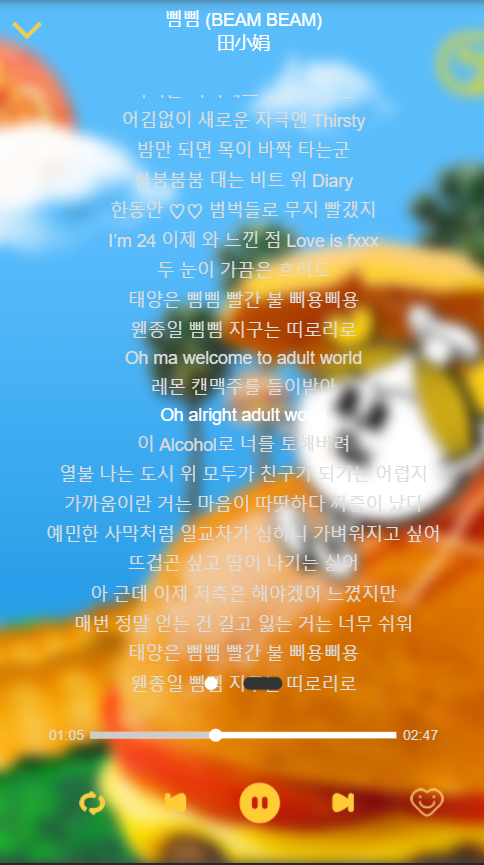 삠삠 (BEAM BEAM)
田小娟
어김없이 새로운 자극엔 Thirsty
밤만 되면 목이 바짝 타는군
붐붐붐붐 대는 비트 위 Diary
한동안 ♡♡ 범벅들로 무지 빨갰지
I'm 24 이제 와 느낀 점 Love is fxxx
두 눈이 가끔은 흐려도
태양은 삠삠 빨간 불 삐용삐용
웬종일 삠삠 지구는 띠로리로
Oh ma welcome to adult world
레몬 캔맥주를 들이받아
Oh alright adult world
이 Alcohol로 너를 토해버려
열불 나는 도시 위 모두가 친구가 되기는 어렵지
가까움이란 거는 마음이 따땃하다 짜증이 났다
예민한 사막처럼 일교차가 심하니 가벼워지고 싶어
뜨겁곤 싶고 땀이 나기는 싫어
아 근데 이제 저축은 해야겠어 느꼈지만
매번 정말 얻는 건 길고 잃는 거는 너무 쉬워
태양은 삠삠 빨간 불 삐용삐용
웬종일 삠삠 지구는 띠로리로
01:05 02:47